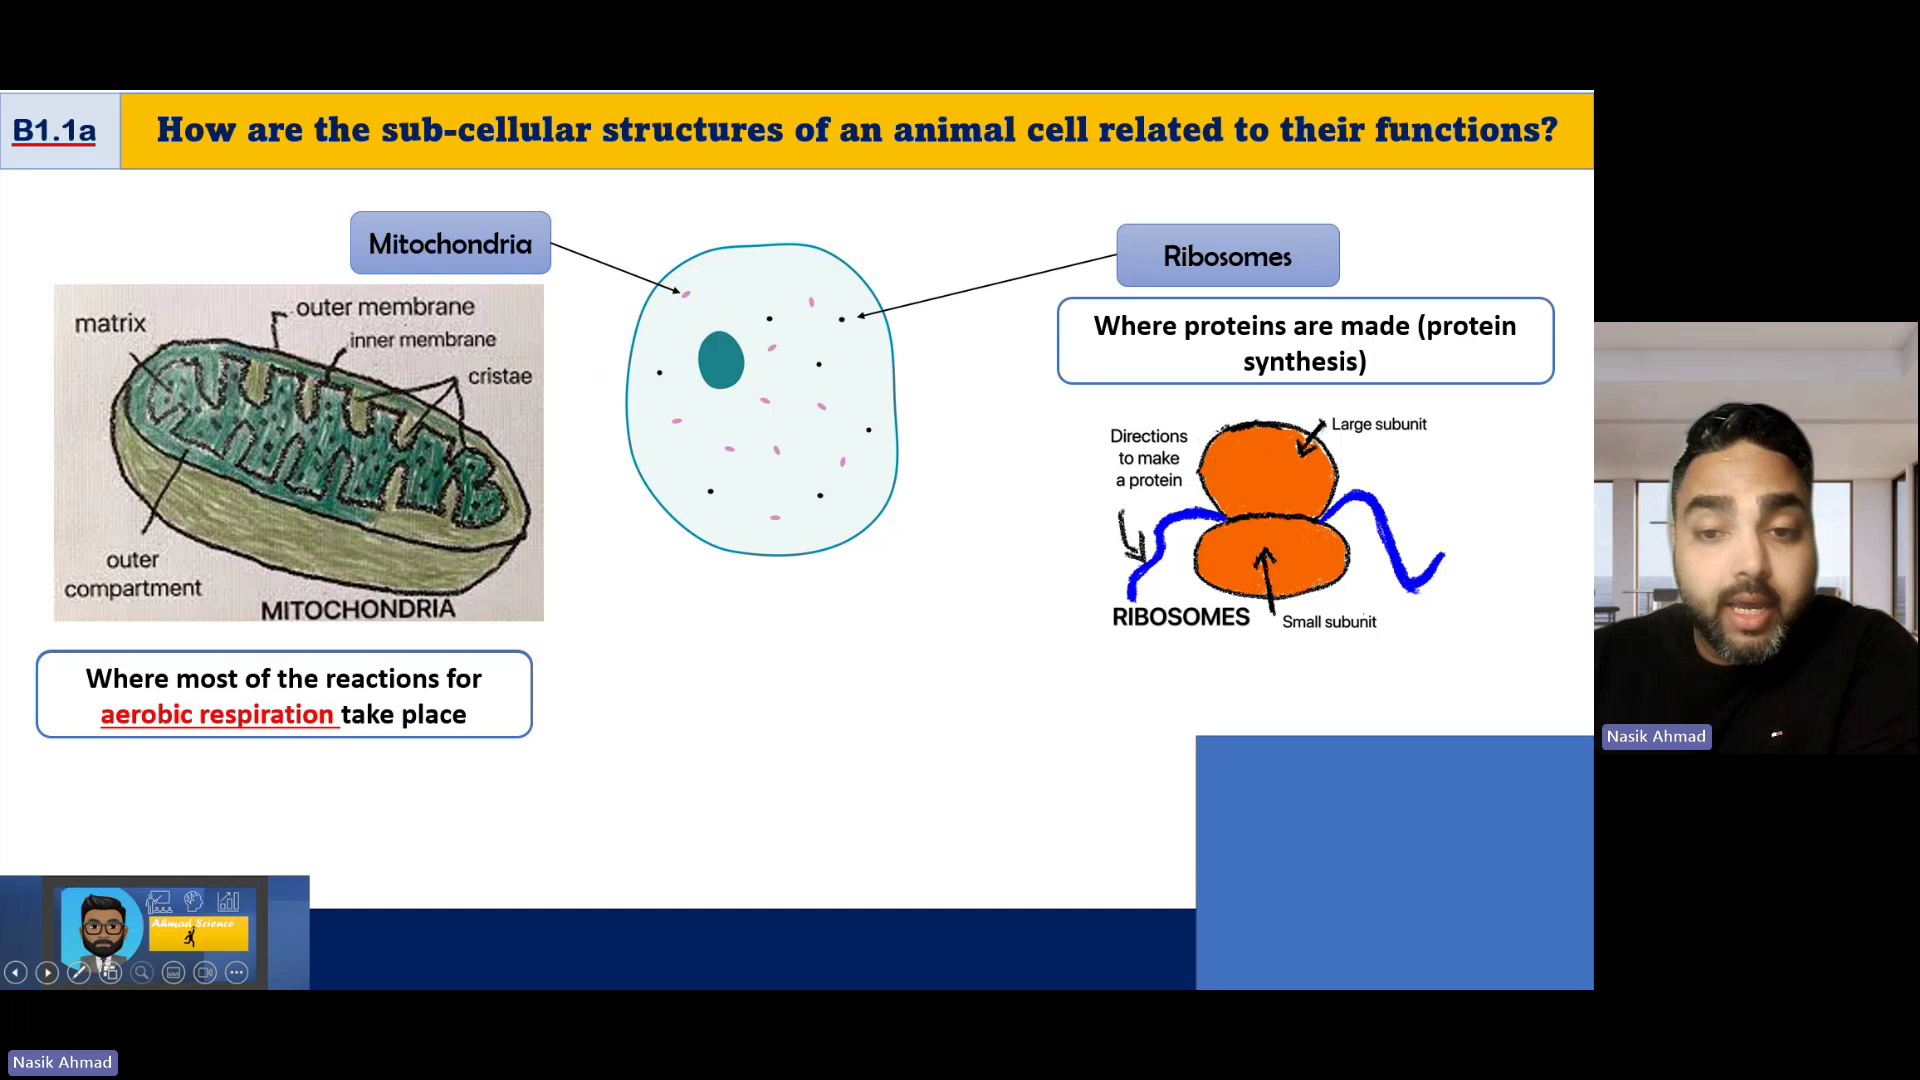 B1.1a
How are the sub-cellular structures of an animal cell related to their functions?
Mitochondria
Ribosomes
matrix
outer membrane
inner membrane
cristae
outer
compartment
MITOCHONDRIA
Where most of the reactions for
aerobic respiration take place
Where proteins are made (protein
synthesis)
Directions
to make
a protein
Large subunit
RIBOSOMES
Small subunit
Ahmad Science
Nasik Ahmad
Nasik Ahmad